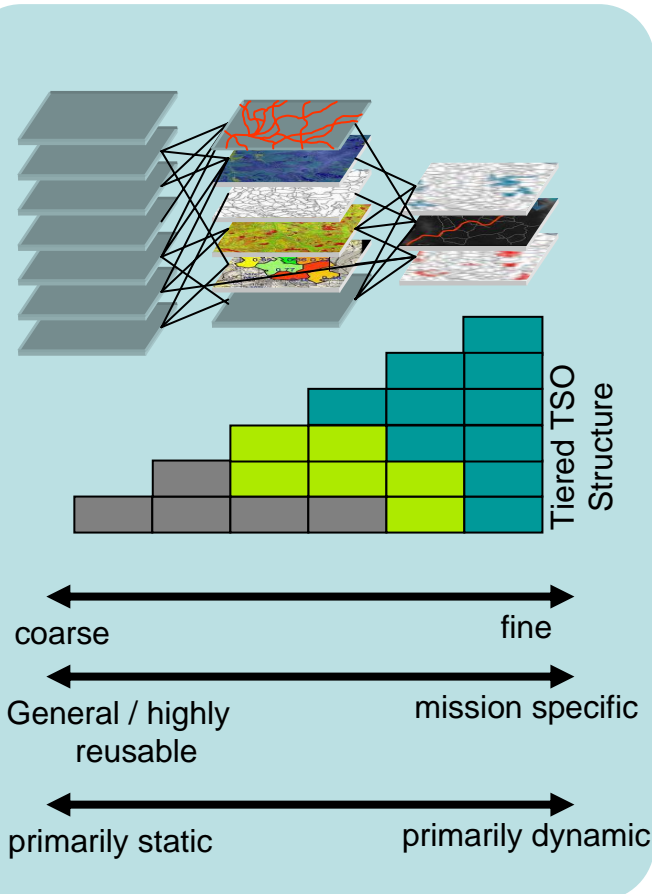 Tiered TSO
Structure
coarse
fine
General / highly
reusable
mission specific
primarily static
primarily dynamic